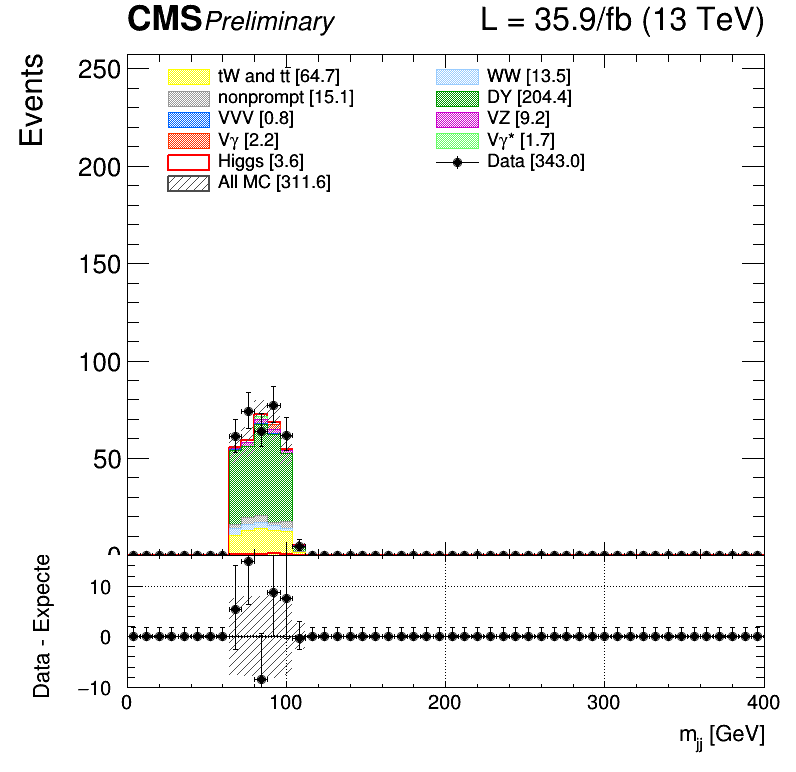 CMS Preliminary L = 35.9/fb (13 TeV)
Events
250
200
150
100
50
0
tW and tt̄ [64.7]
nonprompt [15.1]
VVV [0.8]
Vγ [2.2]
Higgs [3.6]
All MC [311.6]
WW [13.5]
DY [204.4]
VZ [9.2]
Vγ* [1.7]
Data [343.0]
Data - Expecte
10
0
−10
0 100 200 300 400
m_jj [GeV]